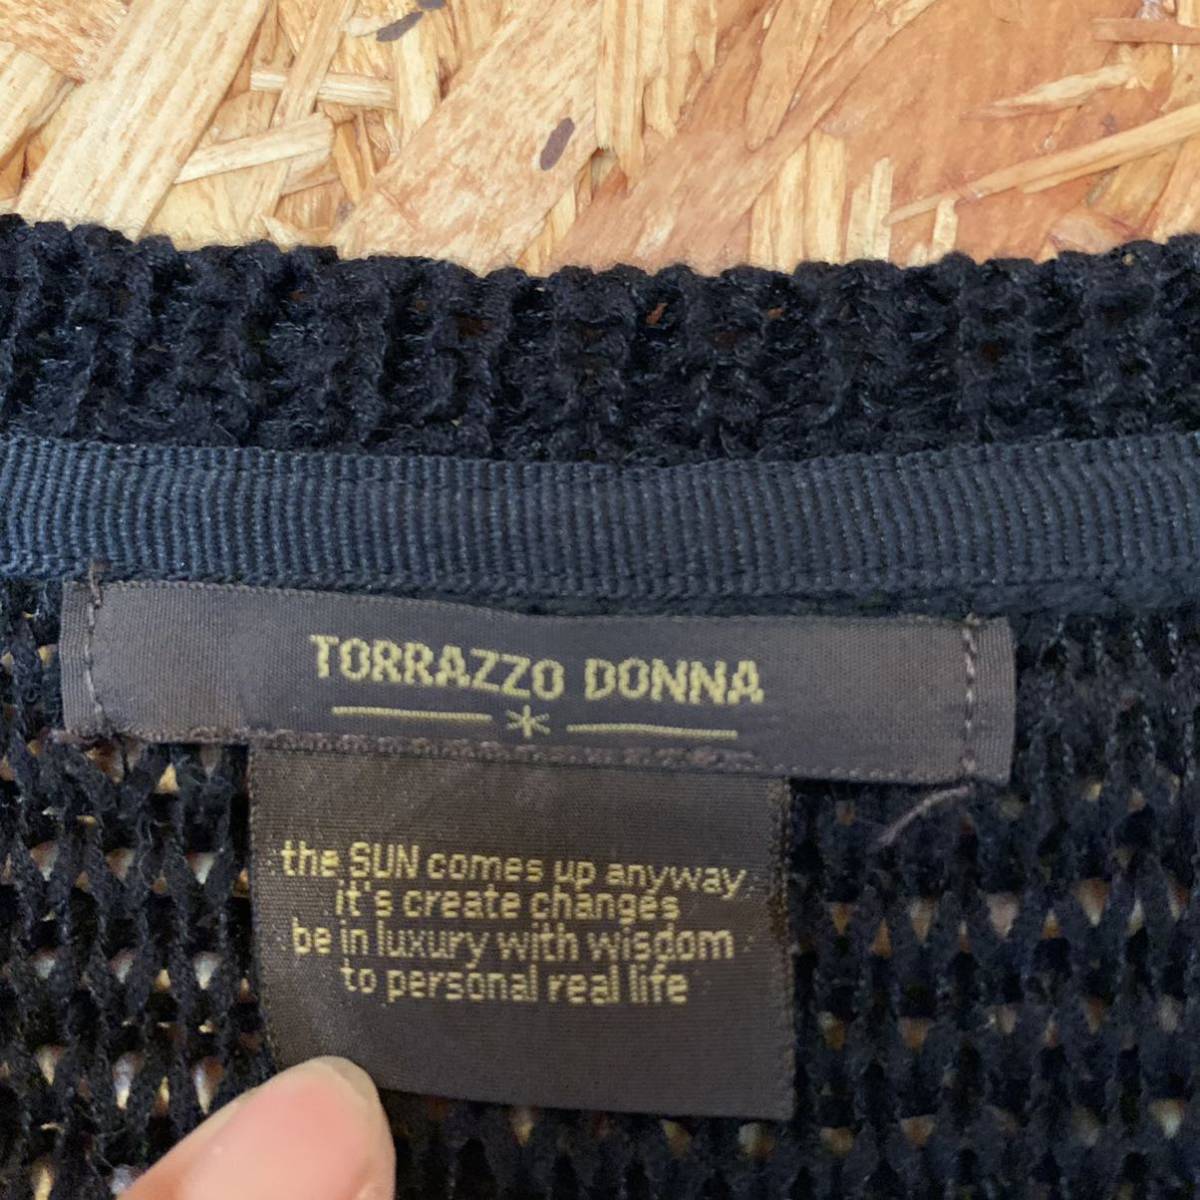 TORRAZZO DONNA
the SUN comes up anyway
it's create changes
be in luxury with wisdom
to personal real life